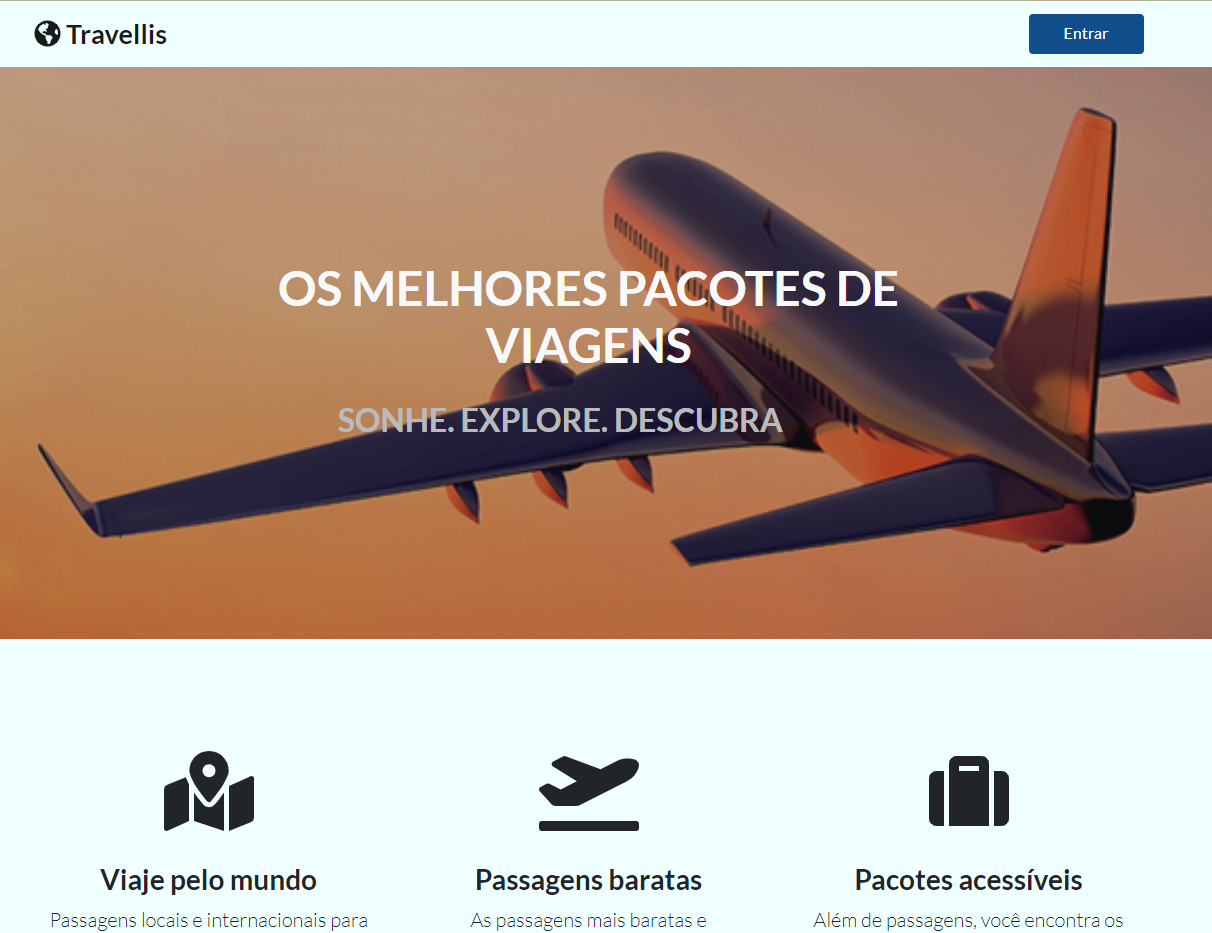 Travellis
Entrar
OS MELHORES PACOTES DE
VIAGENS
SONHE. EXPLORE. DESCUBRA
Viaje pelo mundo
Passagens baratas
Pacotes acessíveis
Passagens locais e internacionais para
As passagens mais baratas e
Além de passagens, você encontra os